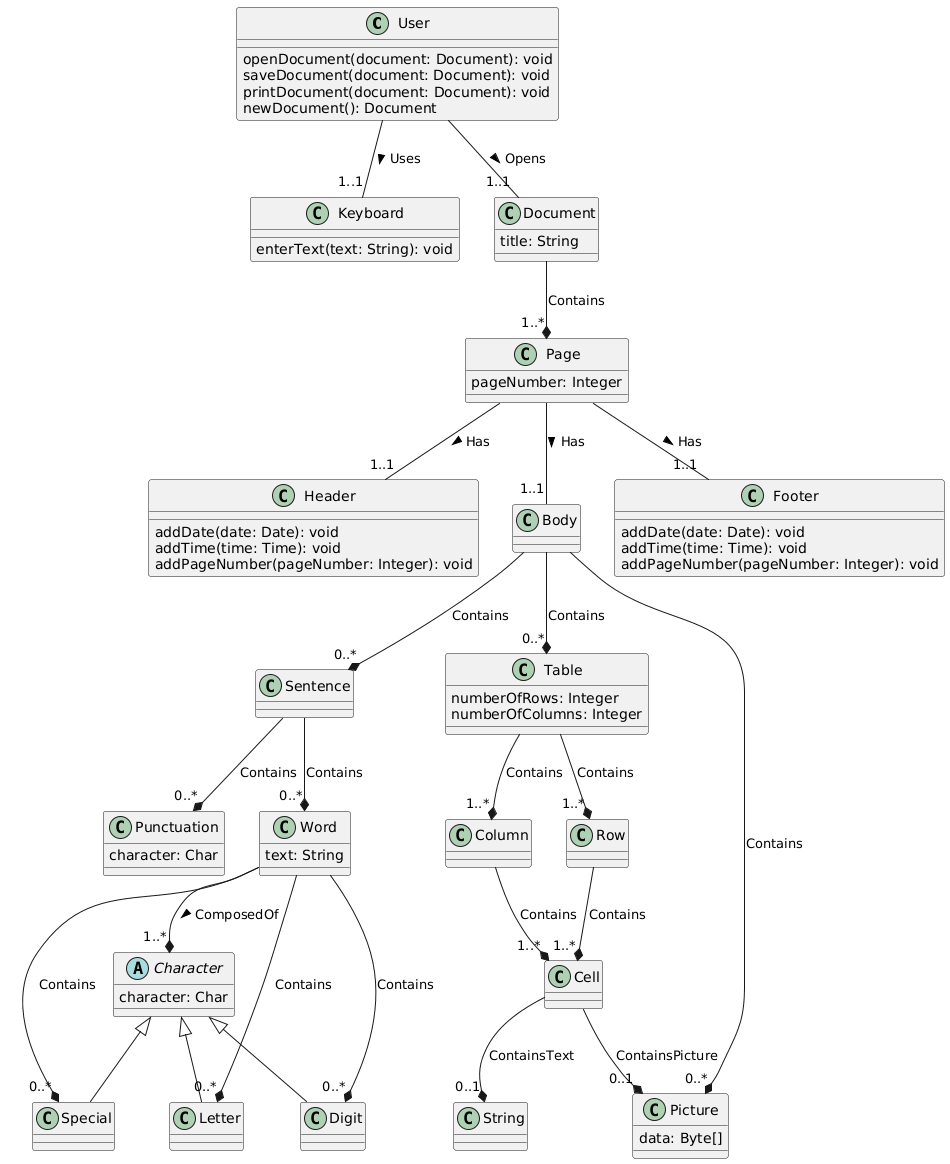 C User
openDocument(document: Document): void
saveDocument(document: Document): void
printDocument(document: Document): void
newDocument(): Document
Uses
Opens
1..1
1..1
C Keyboard
enterText(text: String): void
C Document
title: String
Contains
1..*
C Page
pageNumber: Integer
Has
Has
Has
1..1
1..1
1..1
C Header
addDate(date: Date): void
addTime(time: Time): void
addPageNumber(pageNumber: Integer): void
C Body
C Footer
addDate(date: Date): void
addTime(time: Time): void
addPageNumber(pageNumber: Integer): void
Contains
Contains
0..*
0..*
C Sentence
C Table
numberOfRows: Integer
numberOfColumns: Integer
Contains
Contains
Contains
Contains
0..*
0..*
1..*
1..*
C Punctuation
character: Char
C Word
text: String
C Column
C Row
Contains
ComposedOf
Contains
Contains
1..*
1..*
1..*
A Character
character: Char
C Cell
Contains
Contains
Contains
ContainsText
ContainsPicture
0..*
0..*
0..*
0..1
0..1
0..*
C Special
C Letter
C Digit
C String
C Picture
data: Byte[]